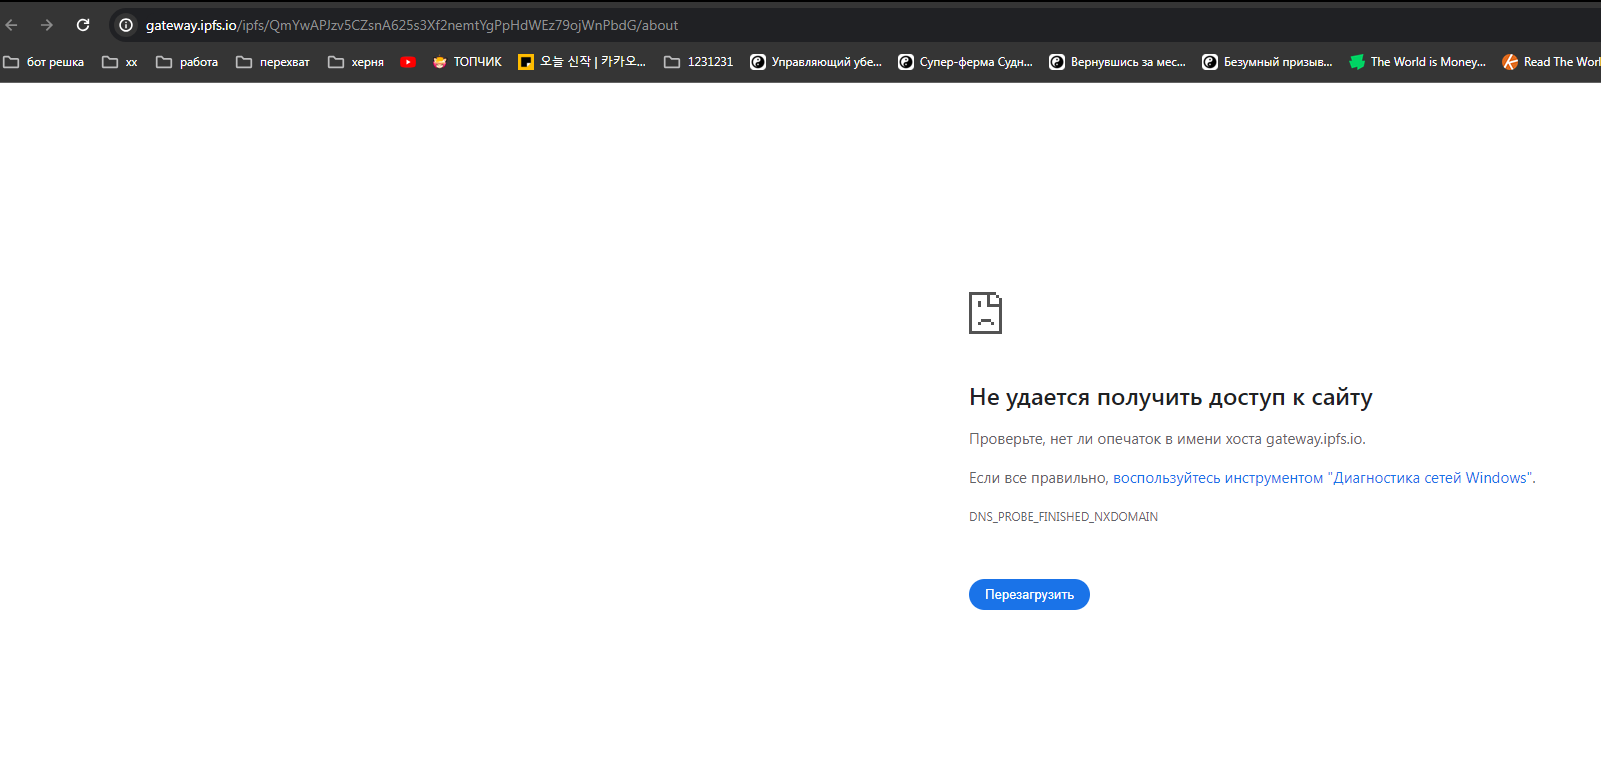 gateway.ipfs.io/ipfs/QmYwAPJzv5CZsnA625s3Xf2nemtYgPpHdWEz79ojWnPbdG/about
бот решка xx работа перехват херня ТОПЧИК 오늘 신작 | 카카오... 1231231 Управляющий убе... Супер-ферма Судн... Вернувшись за мес... Безумный призыв... The World is Money... Read The Worl
Не удается получить доступ к сайту
Проверьте, нет ли опечаток в имени хоста gateway.ipfs.io.
Если все правильно, воспользуйтесь инструментом "Диагностика сетей Windows".
DNS_PROBE_FINISHED_NXDOMAIN
Перезагрузить